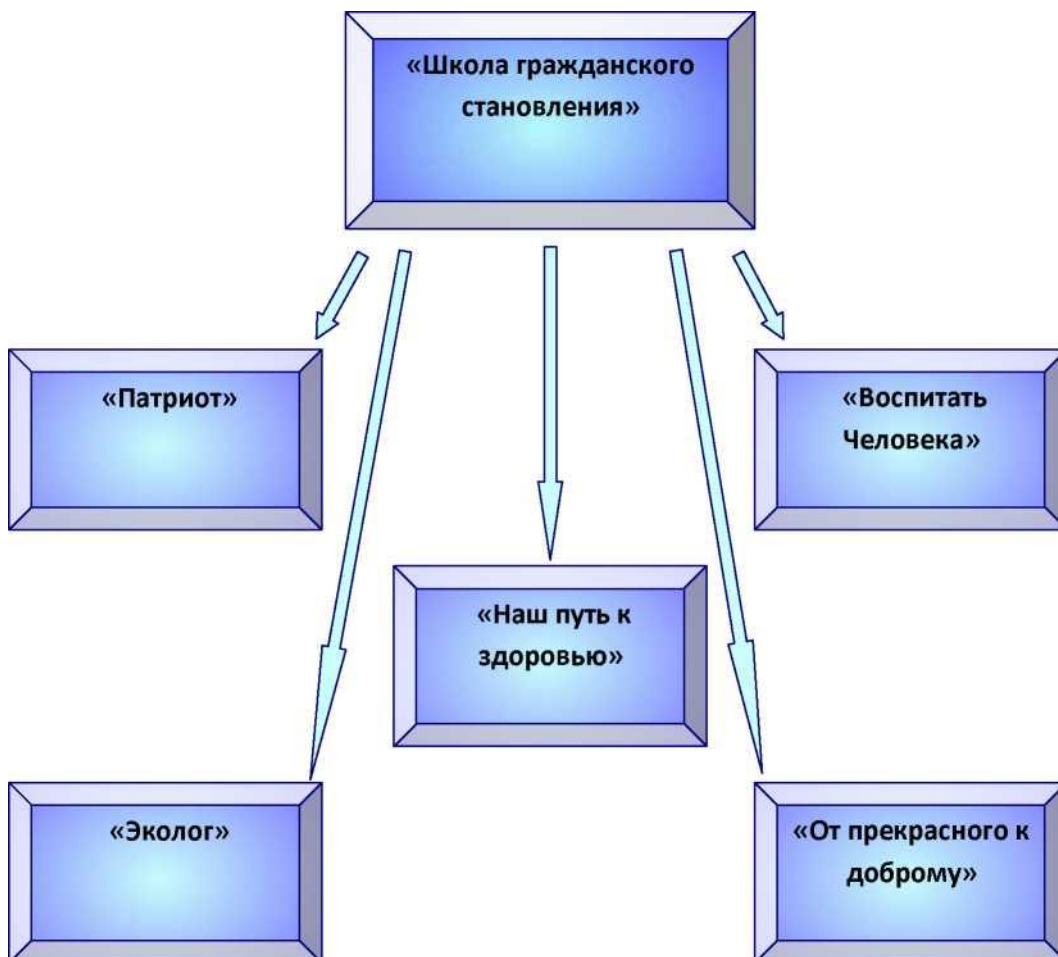 «Школа гражданского
становления»
«Патриот»
«Воспитать
Человека»
«Наш путь к
здоровью»
«Эколог»
«От прекрасного к
доброму»